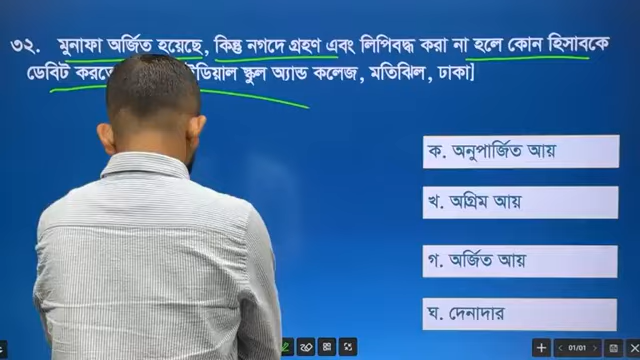 ৩২. মুনাফা অর্জিত হয়েছে, কিন্তু নগদে গ্রহণ এবং লিপিবদ্ধ করা না হলে কোন হিসাবকে
ডেবিট স্কুল অ্যান্ড কলেজ, মতিঝিল, ঢাকা]
ক. অনুপার্জিত আয়
খ. অগ্রিম আয়
গ. অর্জিত আয়
ঘ. দেনাদার
01/01